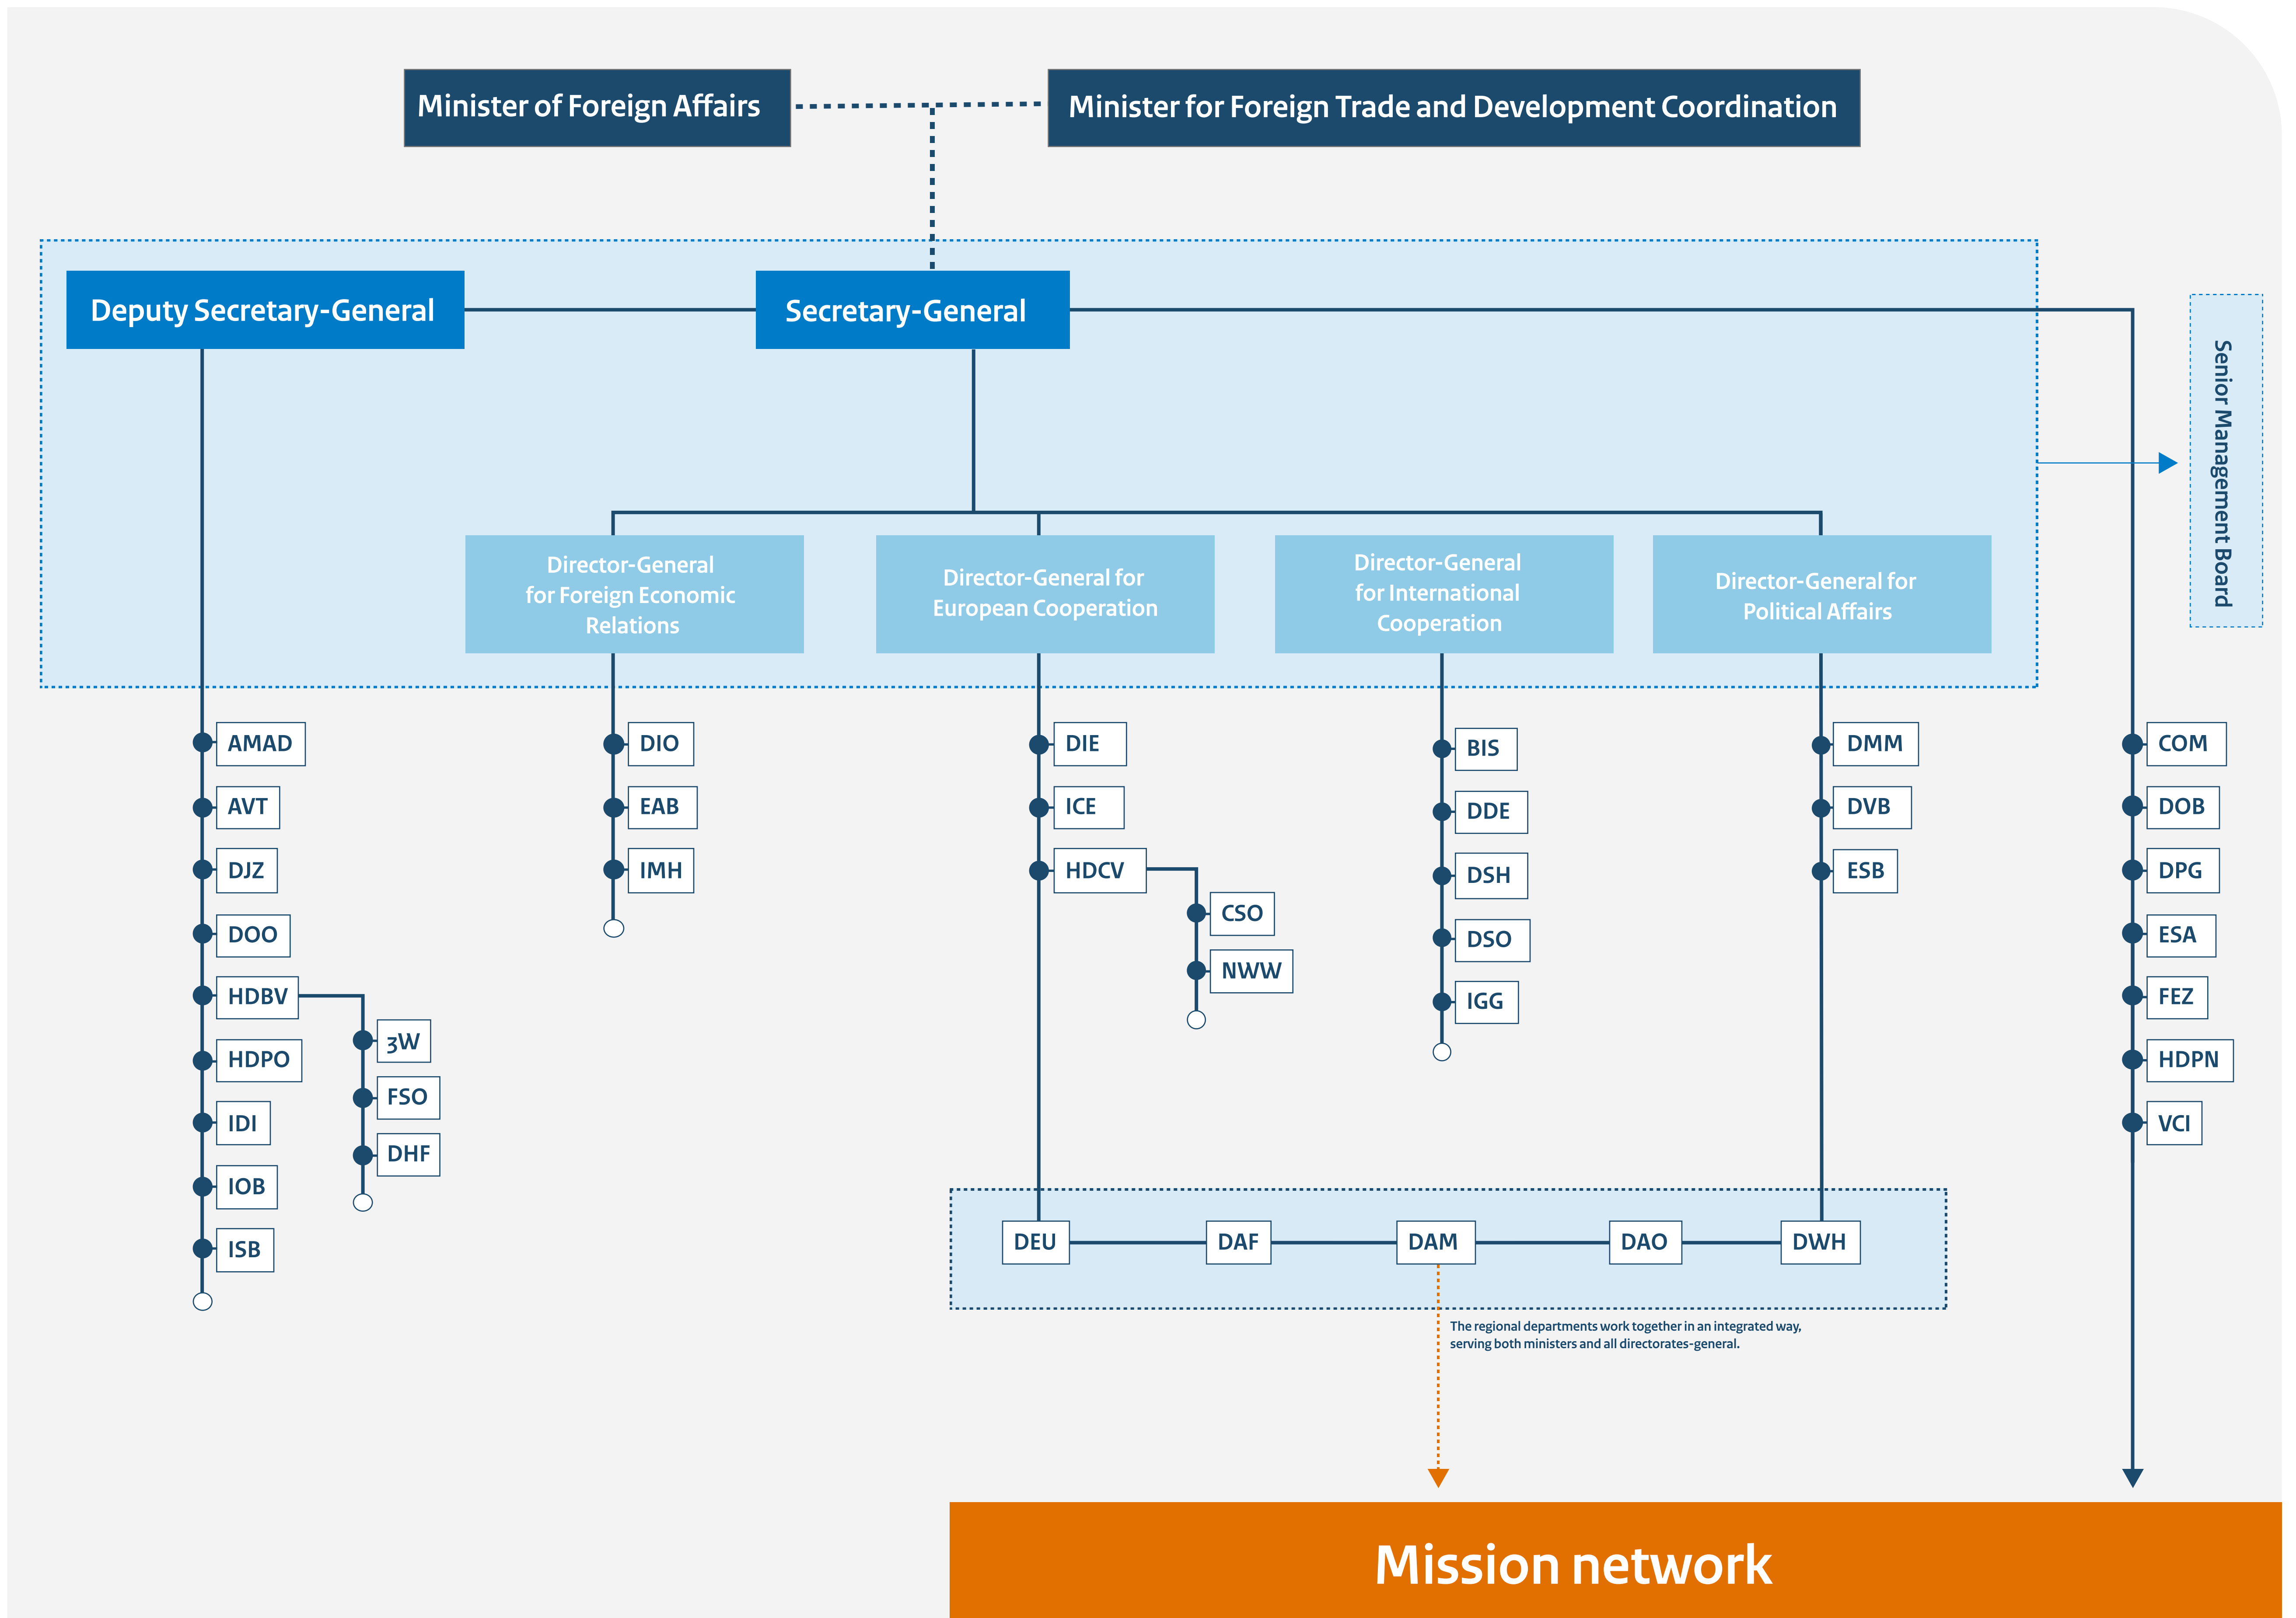 Minister of Foreign Affairs
Minister for Foreign Trade and Development Coordination
Deputy Secretary-General
Secretary-General
Senior Management Board
Director-General
for Foreign Economic
Relations
Director-General for
European Cooperation
Director-General
for International
Cooperation
Director-General for
Political Affairs
AMAD
AVT
DJZ
DOO
HDBV
HDPO
IDI
IOB
ISB
3W
FSO
DHF
DIO
EAB
IMH
DIE
ICE
HDCV
CSO
NWW
BIS
DDE
DSH
DSO
IGG
DMM
DVB
ESB
COM
DOB
DPG
ESA
FEZ
HDPN
VCI
DEU
DAF
DAM
DAO
DWH
The regional departments work together in an integrated way,
serving both ministers and all directorates-general.
Mission network